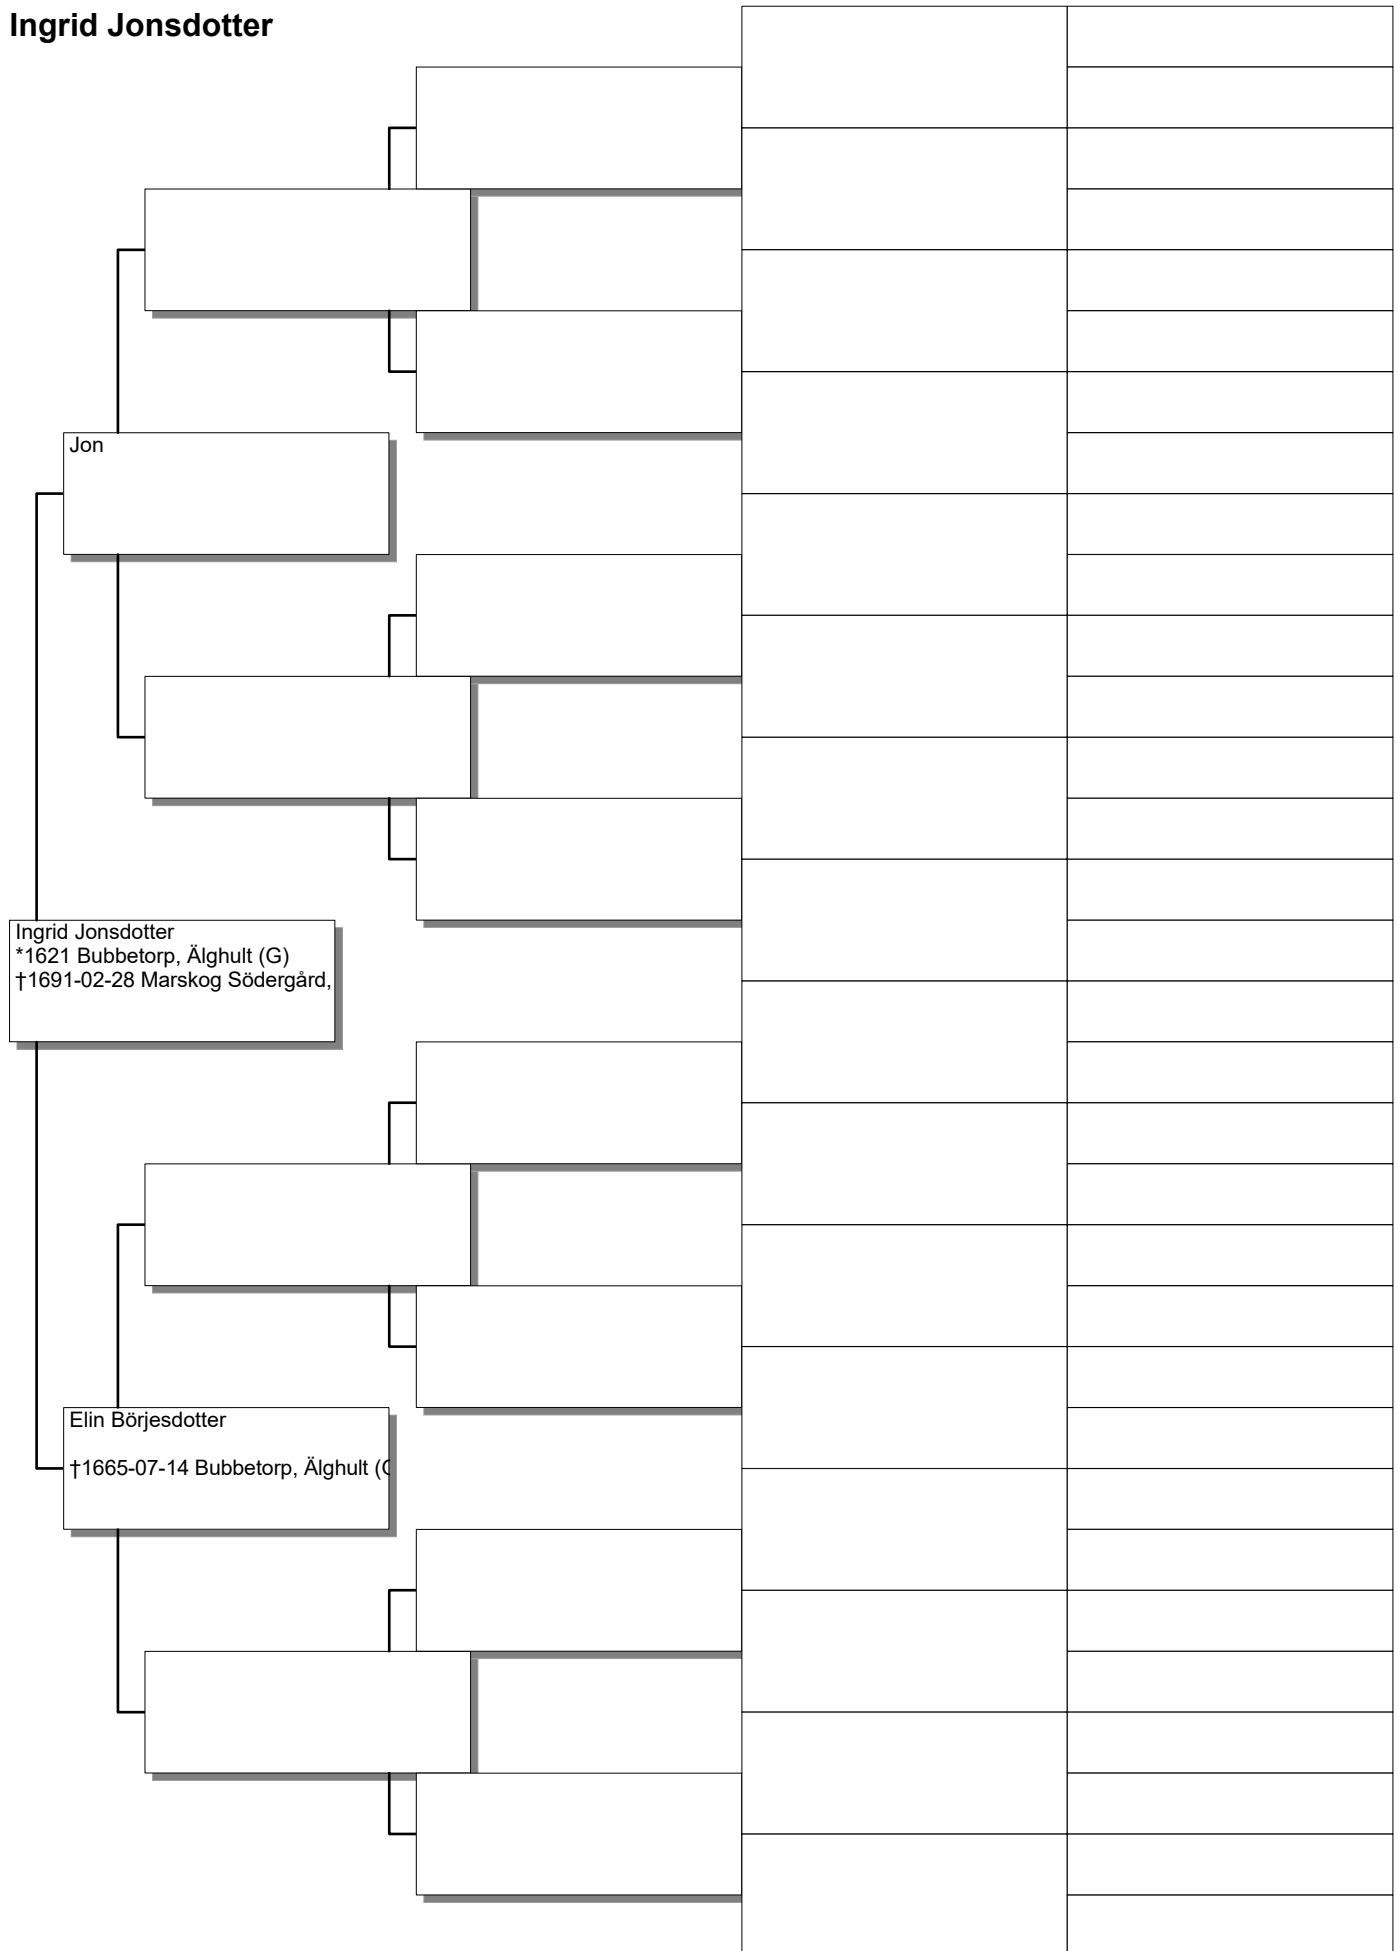 Ingrid Jonsdotter
Jon
Ingrid Jonsdotter
*1621 Bubbetorp, Älghult (G)
†1691-02-28 Marskog Södergård,
Elin Börjesdotter
†1665-07-14 Bubbetorp, Älghult (